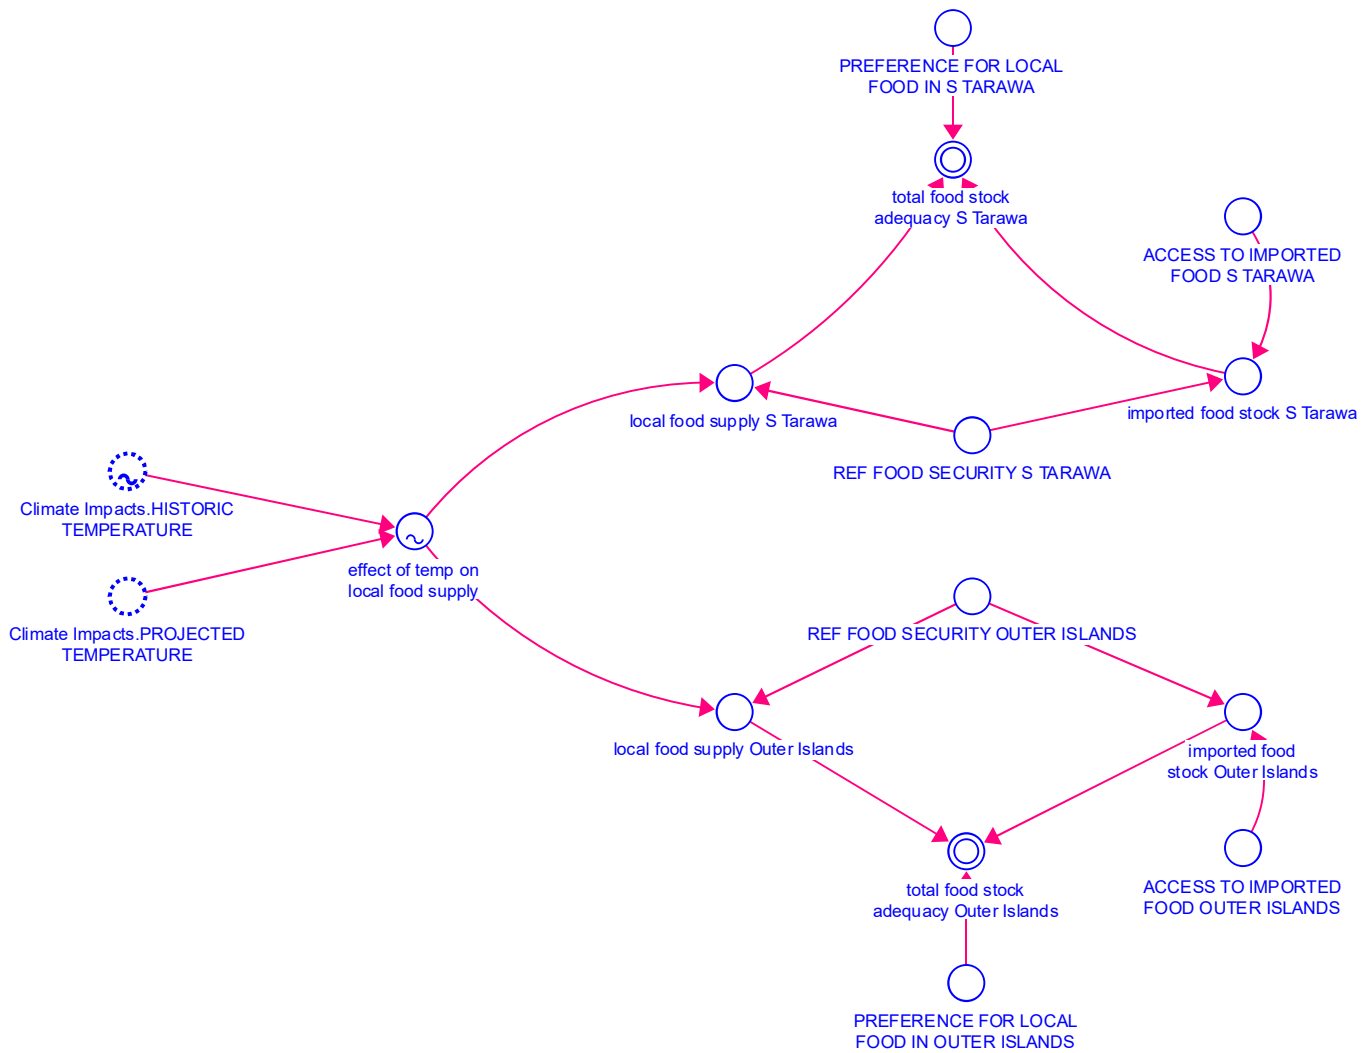 PREFERENCE FOR LOCAL
FOOD IN S TARAWA
total food stock
adequacy S Tarawa
ACCESS TO IMPORTED
FOOD S TARAWA
local food supply S Tarawa
imported food stock S Tarawa
REF FOOD SECURITY S TARAWA
Climate Impacts.HISTORIC
TEMPERATURE
effect of temp on
local food supply
Climate Impacts.PROJECTED
TEMPERATURE
REF FOOD SECURITY OUTER ISLANDS
local food supply Outer Islands
imported food
stock Outer Islands
total food stock
adequacy Outer Islands
ACCESS TO IMPORTED
FOOD OUTER ISLANDS
PREFERENCE FOR LOCAL
FOOD IN OUTER ISLANDS